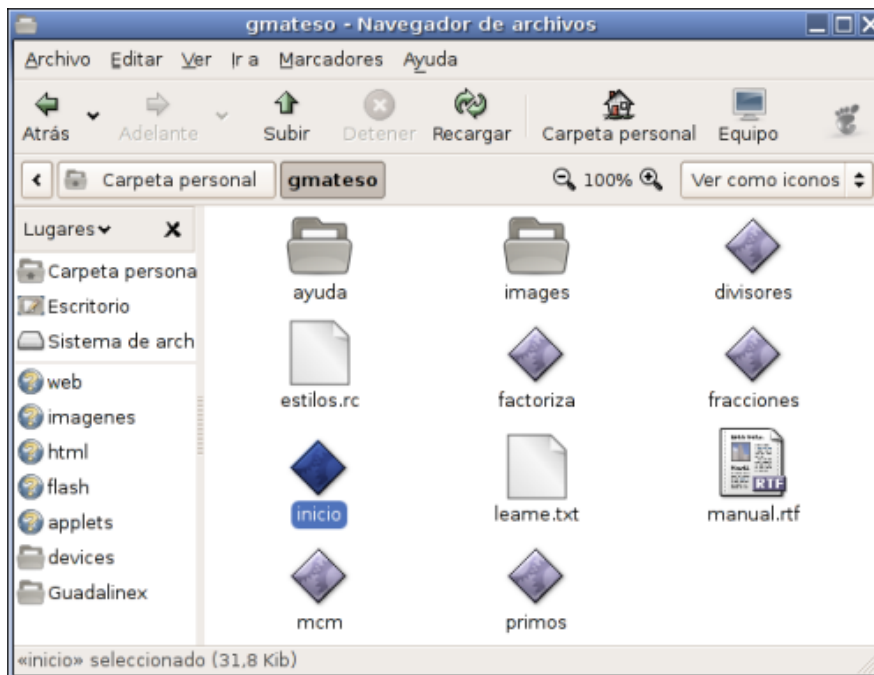 gmateso - Navegador de archivos
Archivo Editar Ver Ir a Marcadores Ayuda
Atrás Adelante Subir Detener Recargar Carpeta personal Equipo
Carpeta personal gmateso 100% Ver como iconos
Lugares
Carpeta persona
Escritorio
Sistema de arch
web
imagenes
html
flash
applets
devices
Guadalinex
ayuda images divisores
estilos.rc factoriza fracciones
inicio leame.txt manual.rtf
RTF
mcm primos
«inicio» seleccionado (31,8 Kib)